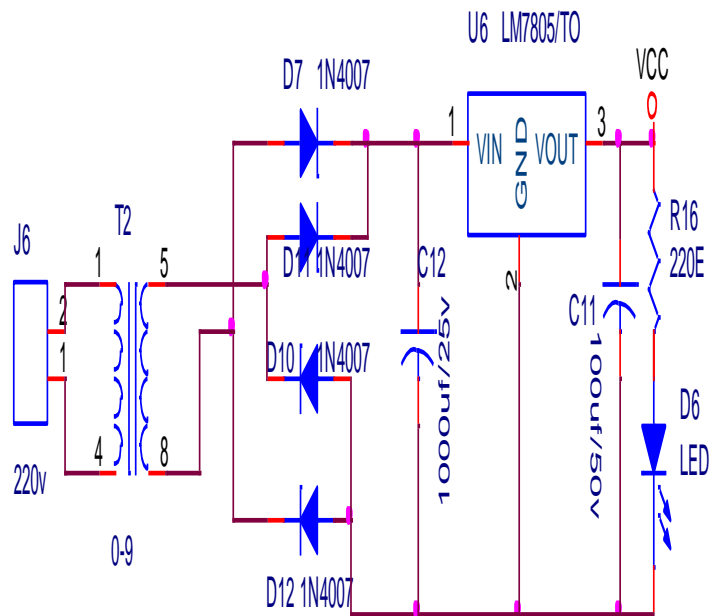 U6 LM7805/TO
VCC
D7 1N4007
1
3
VIN
GND
VOUT
2
T2
J6
1
5
2
1
4
8
220v
0-9
D11 1N4007
C12
1000uf/25v
D10 1N4007
C11
100uf/50v
R16
220E
D6
LED
D12 1N4007